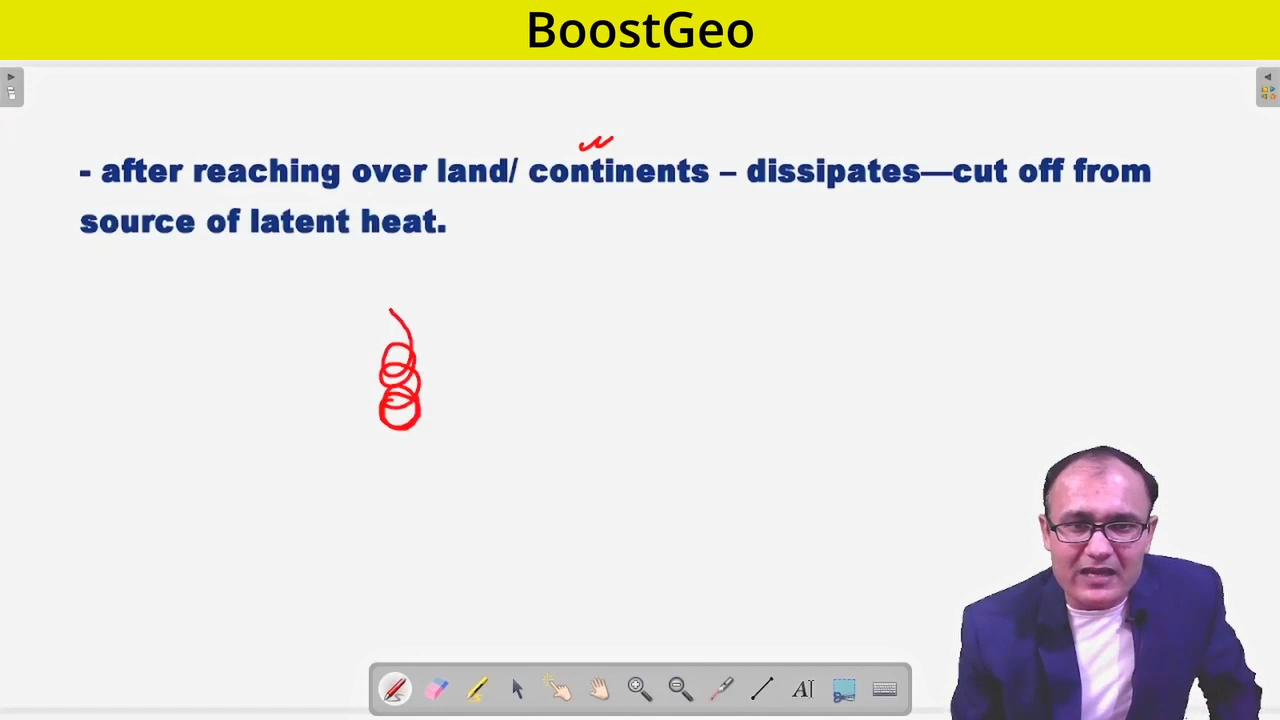 BoostGeo
- after reaching over land/ continents – dissipates—cut off from
source of latent heat.